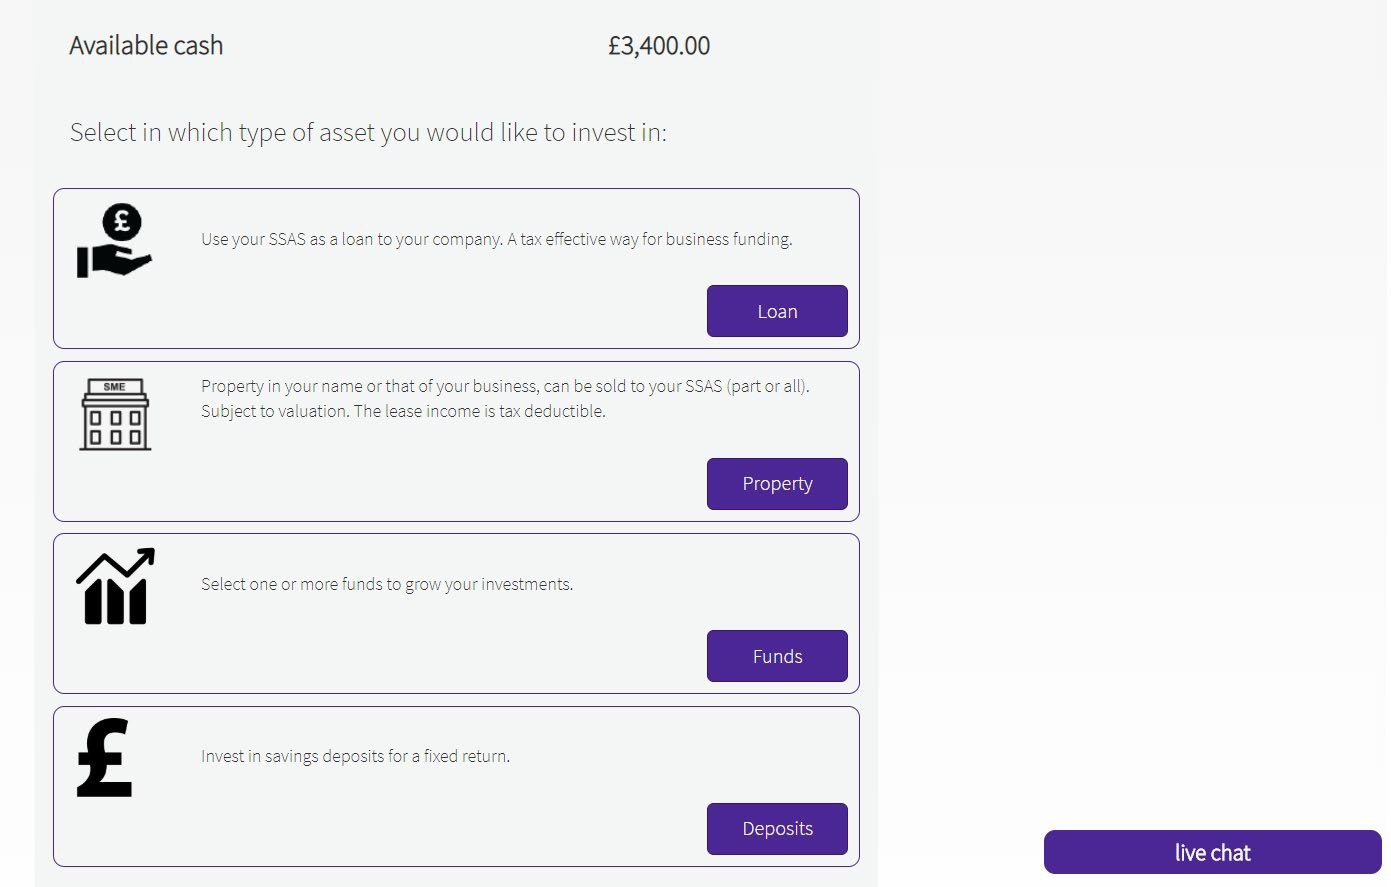 Available cash £3,400.00
Select in which type of asset you would like to invest in:
£
Use your SSAS as a loan to your company. A tax effective way for business funding.
Loan
SME
Property in your name or that of your business, can be sold to your SSAS (part or all).
Subject to valuation. The lease income is tax deductible.
Property
Select one or more funds to grow your investments.
Funds
£
Invest in savings deposits for a fixed return.
Deposits
live chat